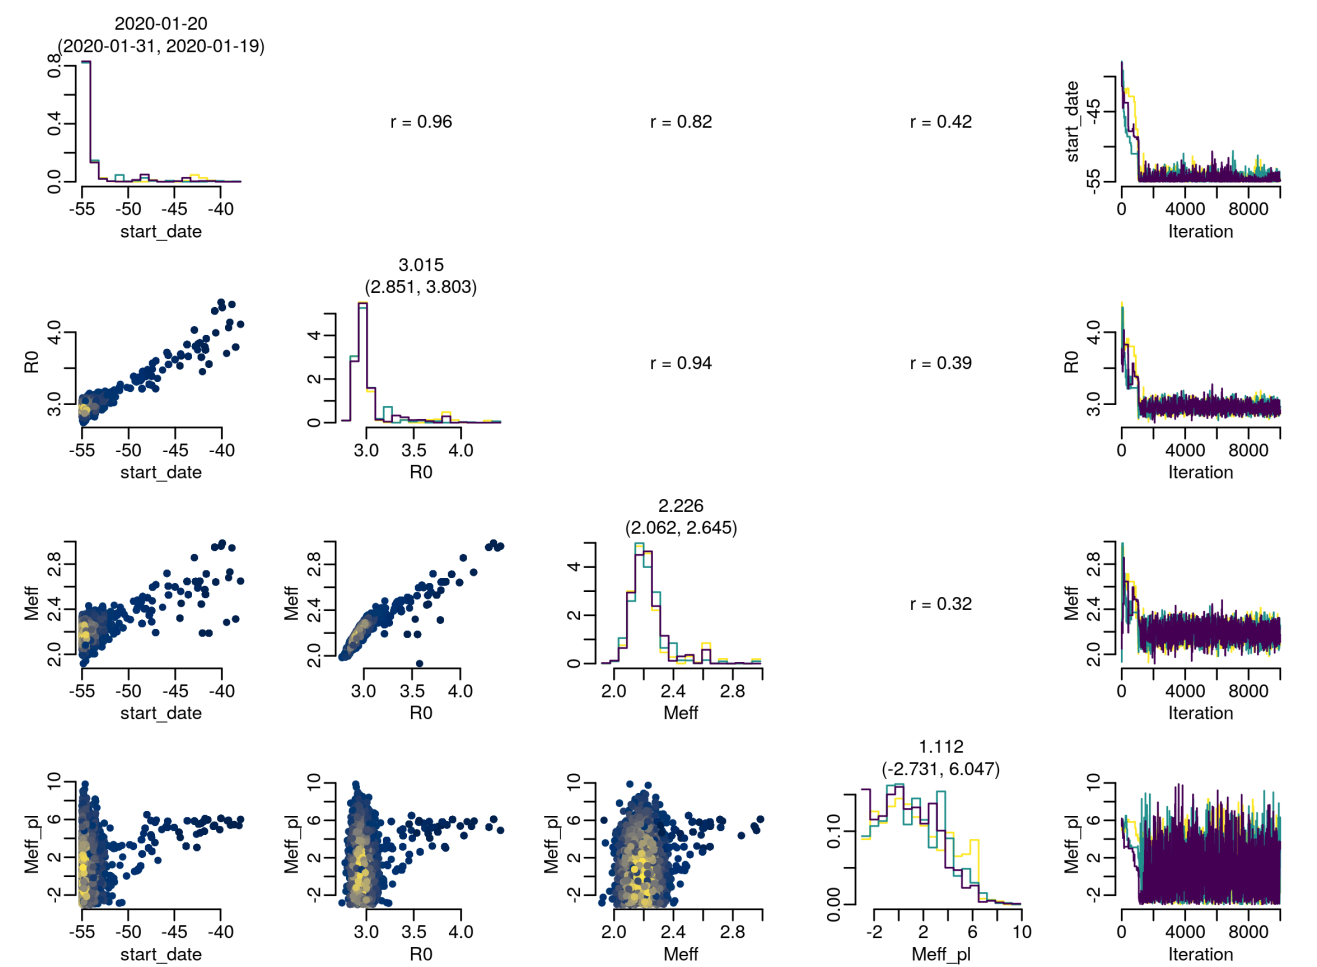 2020-01-20
(2020-01-31, 2020-01-19)
0.0 0.4 0.8
-55 -50 -45 -40
start_date
r = 0.96
r = 0.82
r = 0.42
start_date
-55 -45
0 4000 8000
Iteration
R0
3.0 4.0
-55 -50 -45 -40
start_date
3.015
(2.851, 3.803)
0 2 4
3.0 3.5 4.0
R0
r = 0.94
r = 0.39
R0
3.0 4.0
0 4000 8000
Iteration
Meff
2.0 2.4 2.8
-55 -50 -45 -40
start_date
Meff
2.0 2.4 2.8
3.0 3.5 4.0
R0
2.226
(2.062, 2.645)
0 2 4
2.0 2.4 2.8
Meff
r = 0.32
Meff
2.0 2.4 2.8
0 4000 8000
Iteration
Meff_pl
-2 2 6 10
-55 -50 -45 -40
start_date
Meff_pl
-2 2 6 10
3.0 3.5 4.0
R0
Meff_pl
-2 2 6 10
2.0 2.4 2.8
Meff
1.112
(-2.731, 6.047)
0.00 0.10
-2 2 6 10
Meff_pl
Meff_pl
-2 2 6 10
0 4000 8000
Iteration